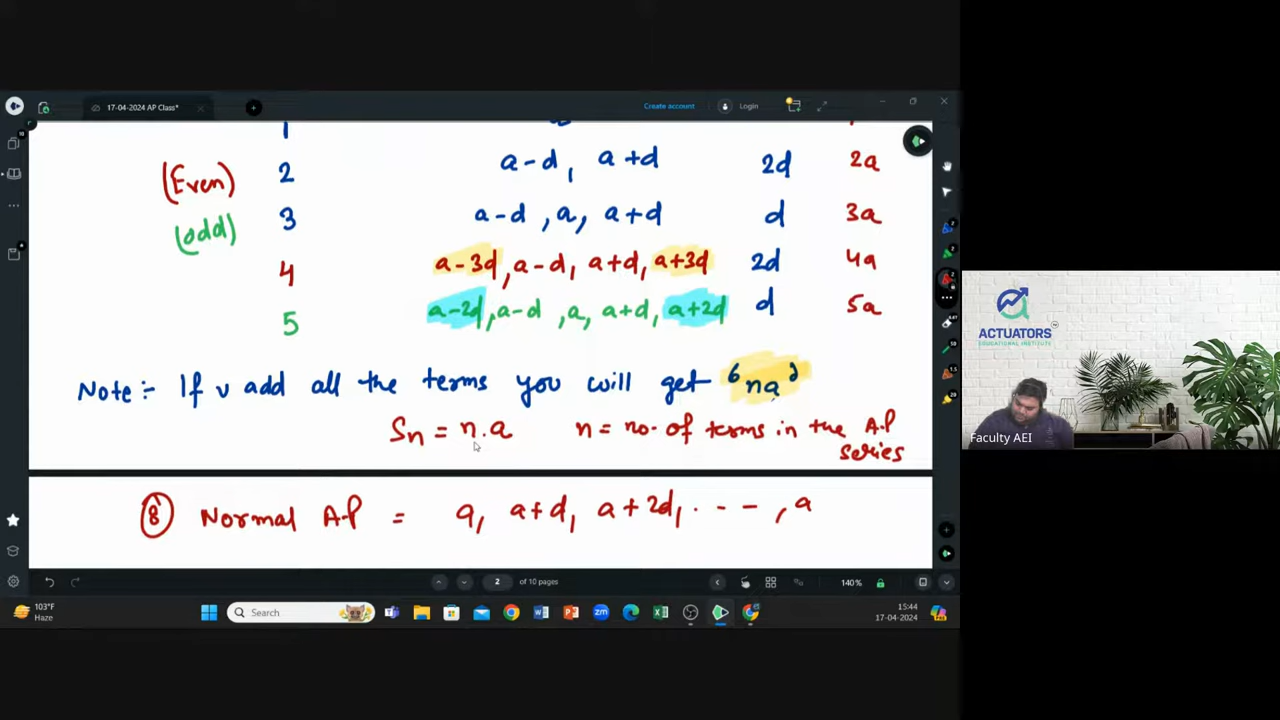 17-04-2024 AP Class*
Create account
Login
1
(Even) 2 a-d, a+d 2d 2a
(odd) 3 a-d, a, a+d d 3a
4 a-3d, a-d, a+d, a+3d 2d 4a
5 a-2d, a-d, a, a+d, a+2d d 5a
Note :- If v add all the terms you will get ‘na’
Sn = n.a n = no. of terms in the A.P
series
⑧ Normal A.P = a, a+d, a+2d, . - - -, a
ACTUATORS
EDUCATIONAL INSTITUTE
Faculty AEI
2 of 10 pages
140%
103°F
Haze
Search
15:44
17-04-2024